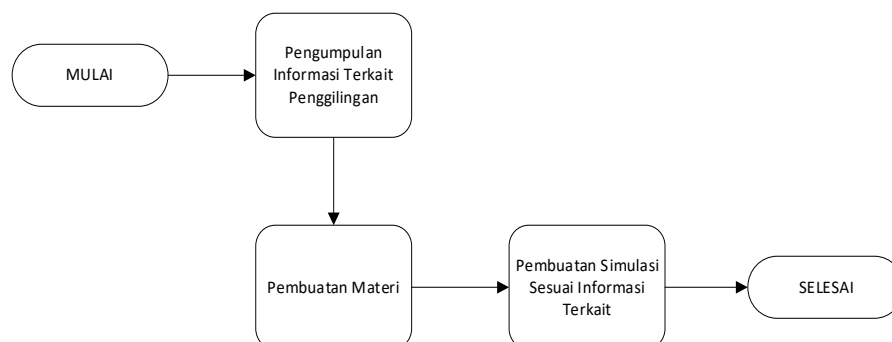 MULAI
Pengumpulan
Informasi Terkait
Penggilingan
Pembuatan Materi
Pembuatan Simulasi
Sesuai Informasi
Terkait
SELESAI